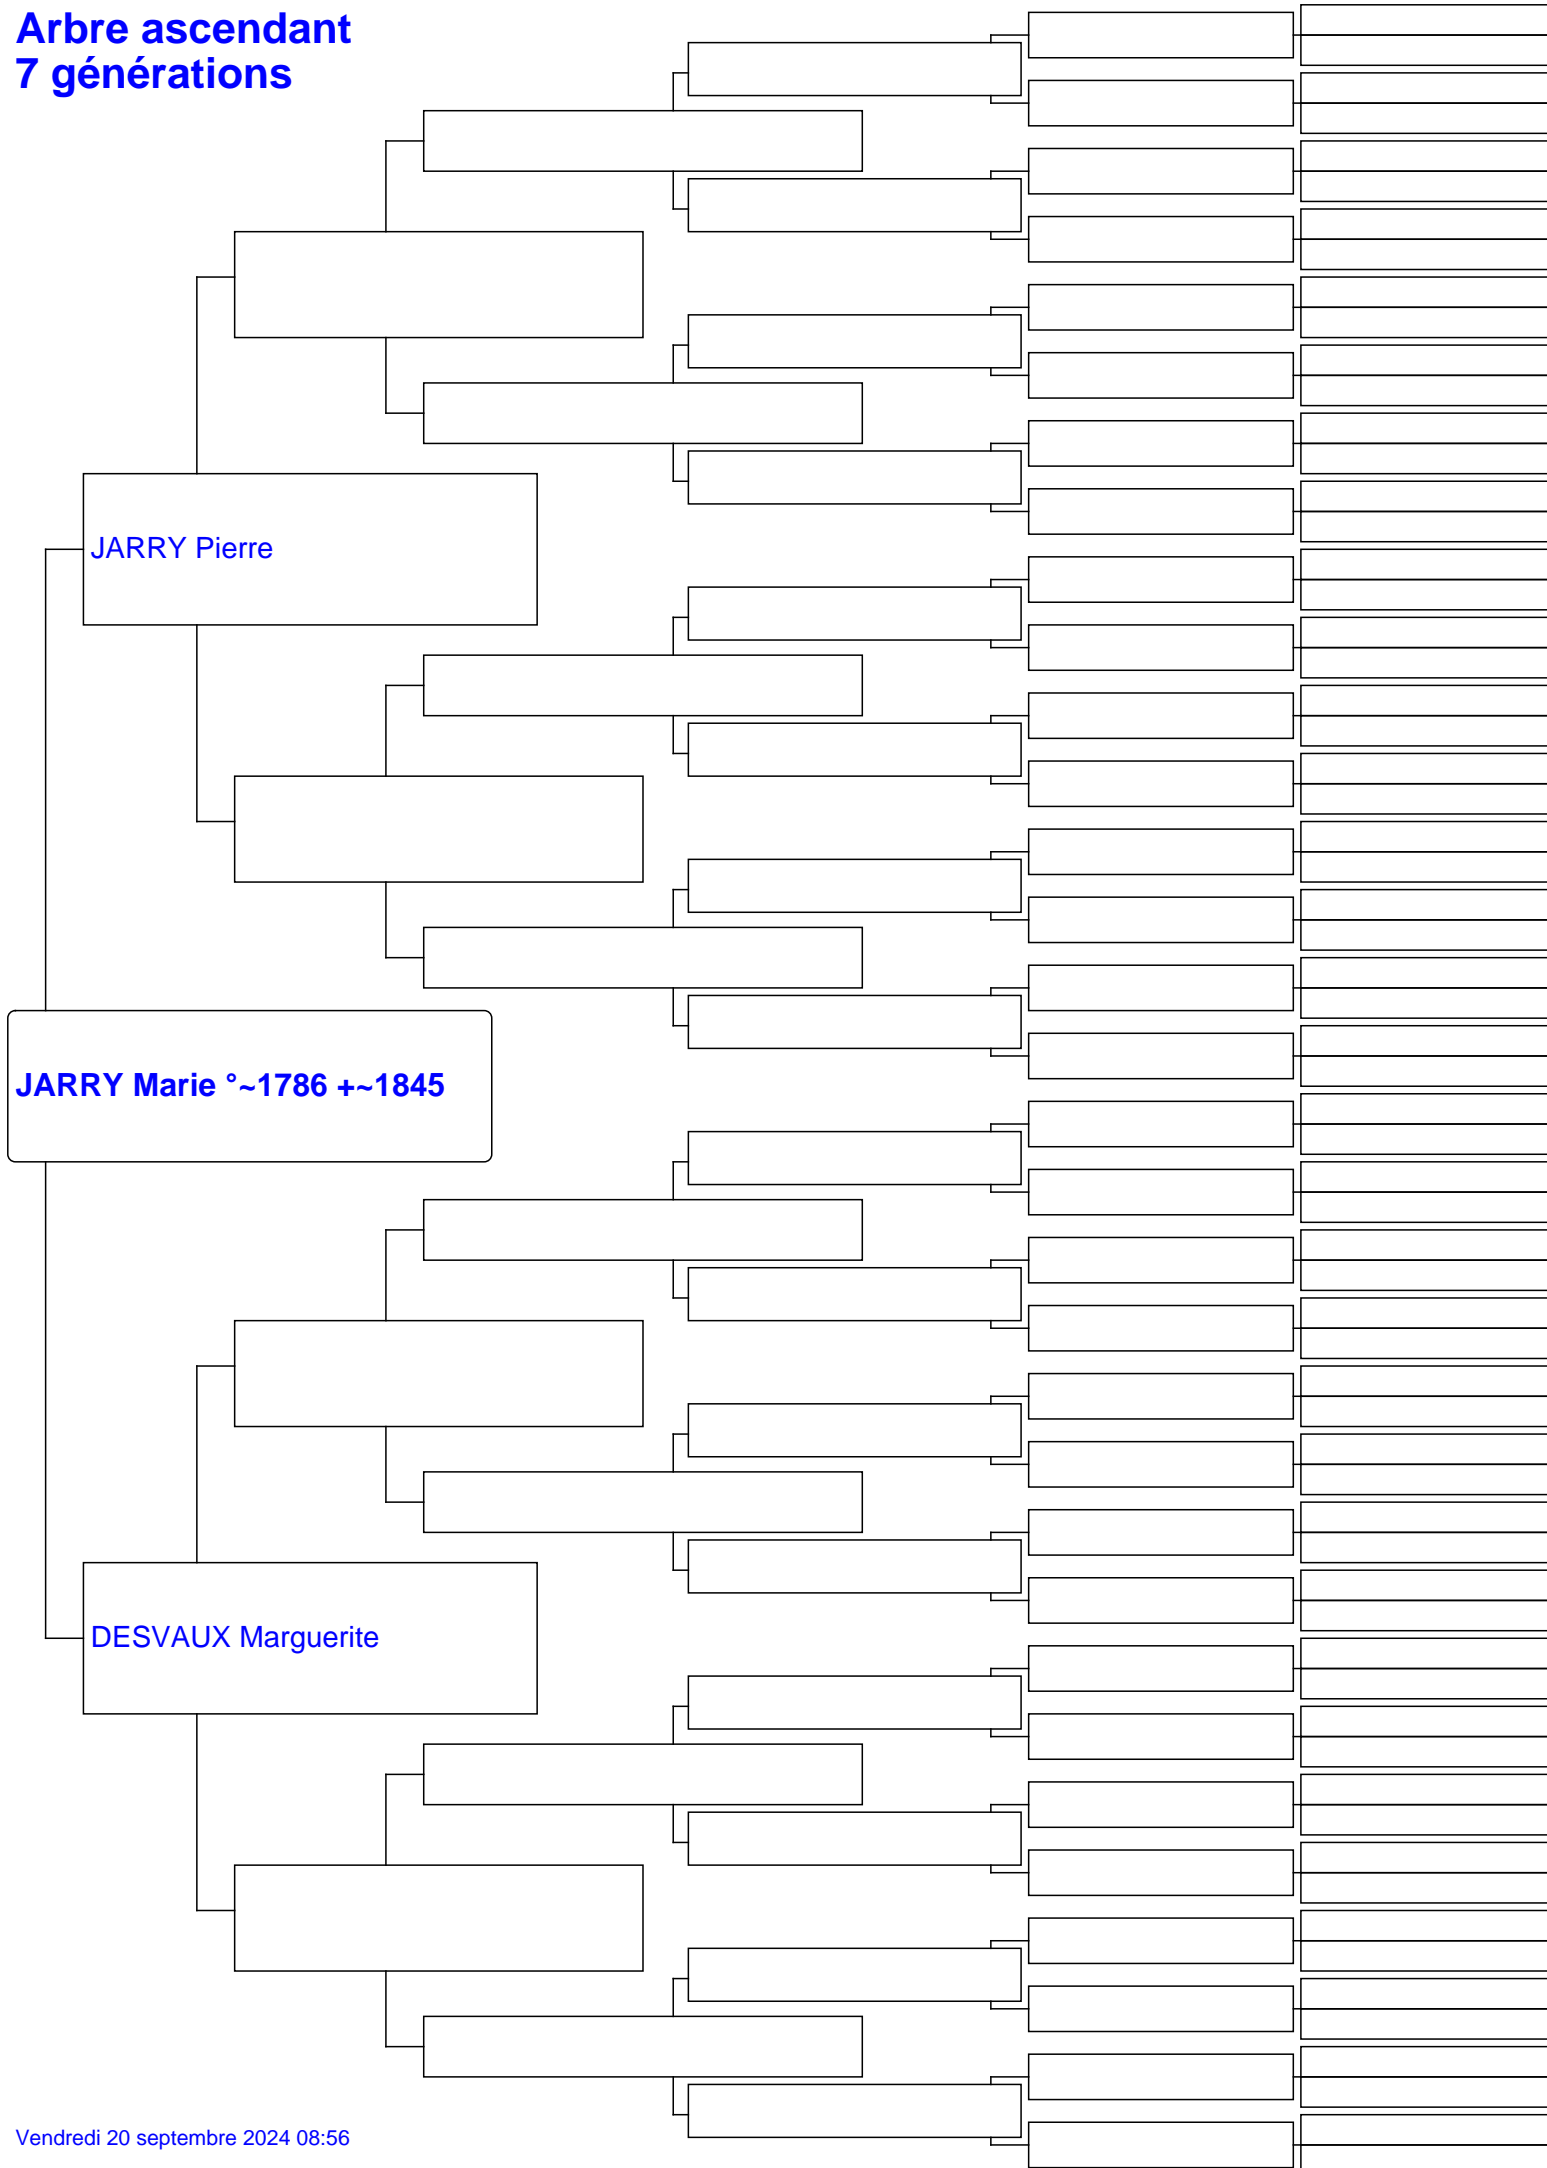 Arbre ascendant
7 générations
JARRY Pierre
JARRY Marie °~1786 +~1845
DESVAUX Marguerite
Vendredi 20 septembre 2024 08:56